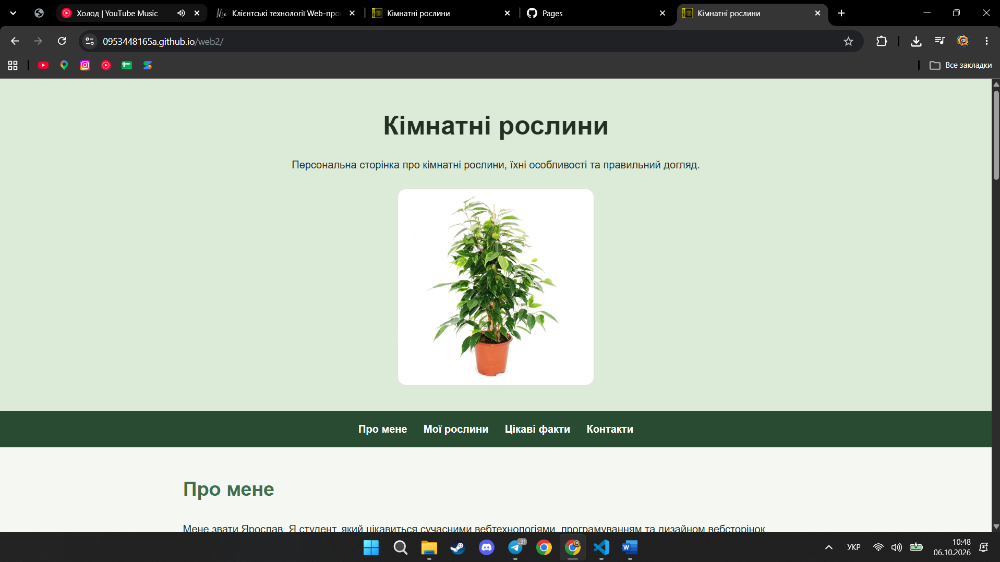 Холод | YouTube Music
Клієнтські технології Web-про
Кімнатні рослини
Pages
Кімнатні рослини
0953448165a.github.io/web2/
Все закладки
Кімнатні рослини
Персональна сторінка про кімнатні рослини, їхні особливості та правильний догляд.
Про мене
Мої рослини
Цікаві факти
Контакти
Про мене
Мене звати Ярослав. Я студент, який цікавиться сучасними вебтехнологіями, програмуванням та дизайном вебсторінок
..31
W
УКР
10:48
06.10.2026